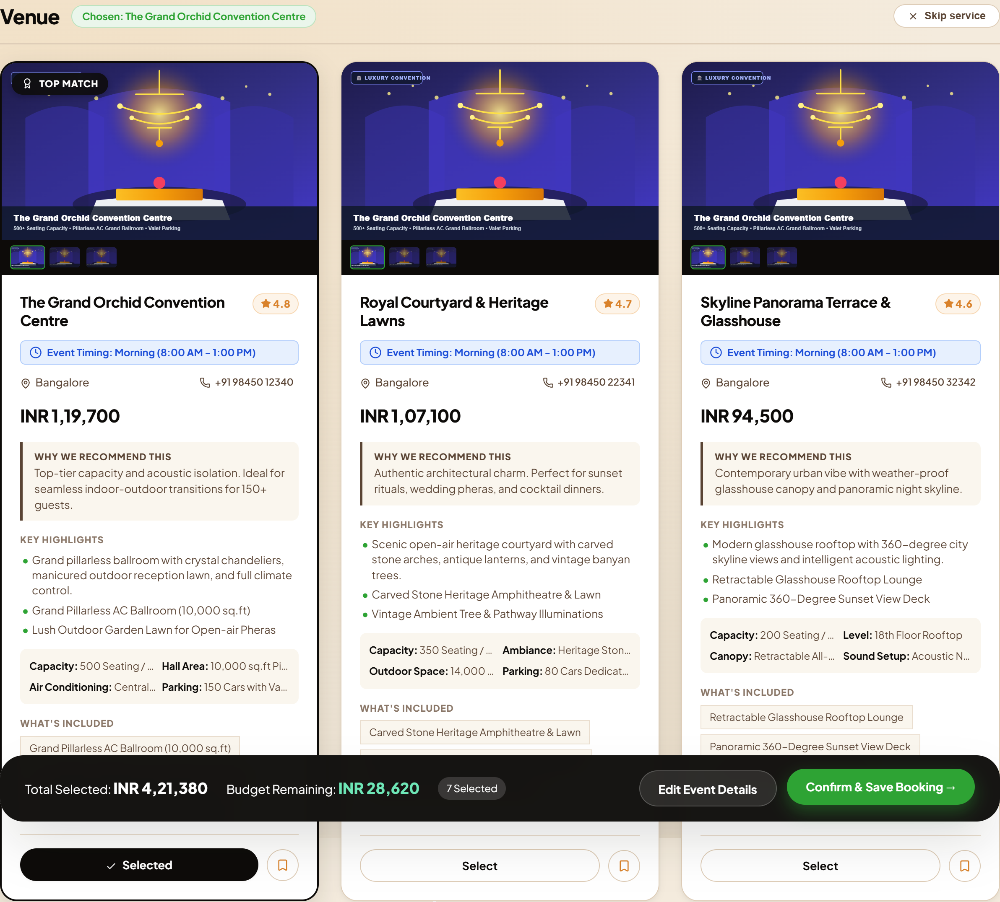 Venue
Chosen: The Grand Orchid Convention Centre
Skip service
TOP MATCH
The Grand Orchid Convention Centre
500+ Seating Capacity • Pillarless AC Grand Ballroom • Valet Parking
The Grand Orchid Convention
Centre
4.8
Event Timing: Morning (8:00 AM - 1:00 PM)
Bangalore
+91 98450 12340
INR 1,19,700
WHY WE RECOMMEND THIS
Top-tier capacity and acoustic isolation. Ideal for
seamless indoor-outdoor transitions for 150+
guests.
KEY HIGHLIGHTS
Grand pillarless ballroom with crystal chandeliers,
manicured outdoor reception lawn, and full climate
control.
Grand Pillarless AC Ballroom (10,000 sq.ft)
Lush Outdoor Garden Lawn for Open-air Pheras
Capacity: 500 Seating / ...
Hall Area: 10,000 sq.ft Pi...
Air Conditioning: Central...
Parking: 150 Cars with Va...
WHAT'S INCLUDED
Grand Pillarless AC Ballroom (10,000 sq.ft)
LUXURY CONVENTION
The Grand Orchid Convention Centre
500+ Seating Capacity • Pillarless AC Grand Ballroom • Valet Parking
Royal Courtyard & Heritage
Lawns
4.7
Event Timing: Morning (8:00 AM - 1:00 PM)
Bangalore
+91 98450 22341
INR 1,07,100
WHY WE RECOMMEND THIS
Authentic architectural charm. Perfect for sunset
rituals, wedding pheras, and cocktail dinners.
KEY HIGHLIGHTS
Scenic open-air heritage courtyard with carved
stone arches, antique lanterns, and vintage banyan
trees.
Carved Stone Heritage Amphitheatre & Lawn
Vintage Ambient Tree & Pathway Illuminations
Capacity: 350 Seating / ...
Ambiance: Heritage Ston...
Outdoor Space: 14,000 ...
Parking: 80 Cars Dedicat...
WHAT'S INCLUDED
Carved Stone Heritage Amphitheatre & Lawn
LUXURY CONVENTION
The Grand Orchid Convention Centre
500+ Seating Capacity • Pillarless AC Grand Ballroom • Valet Parking
Skyline Panorama Terrace &
Glasshouse
4.6
Event Timing: Morning (8:00 AM - 1:00 PM)
Bangalore
+91 98450 32342
INR 94,500
WHY WE RECOMMEND THIS
Contemporary urban vibe with weather-proof
glasshouse canopy and panoramic night skyline.
KEY HIGHLIGHTS
Modern glasshouse rooftop with 360-degree city
skyline views and intelligent acoustic lighting.
Retractable Glasshouse Rooftop Lounge
Panoramic 360-Degree Sunset View Deck
Capacity: 200 Seating / ...
Level: 18th Floor Rooftop
Canopy: Retractable All-...
Sound Setup: Acoustic N...
WHAT'S INCLUDED
Retractable Glasshouse Rooftop Lounge
Panoramic 360-Degree Sunset View Deck
Total Selected: INR 4,21,380
Budget Remaining: INR 28,620
7 Selected
Edit Event Details
Confirm & Save Booking →
Selected
Select
Select